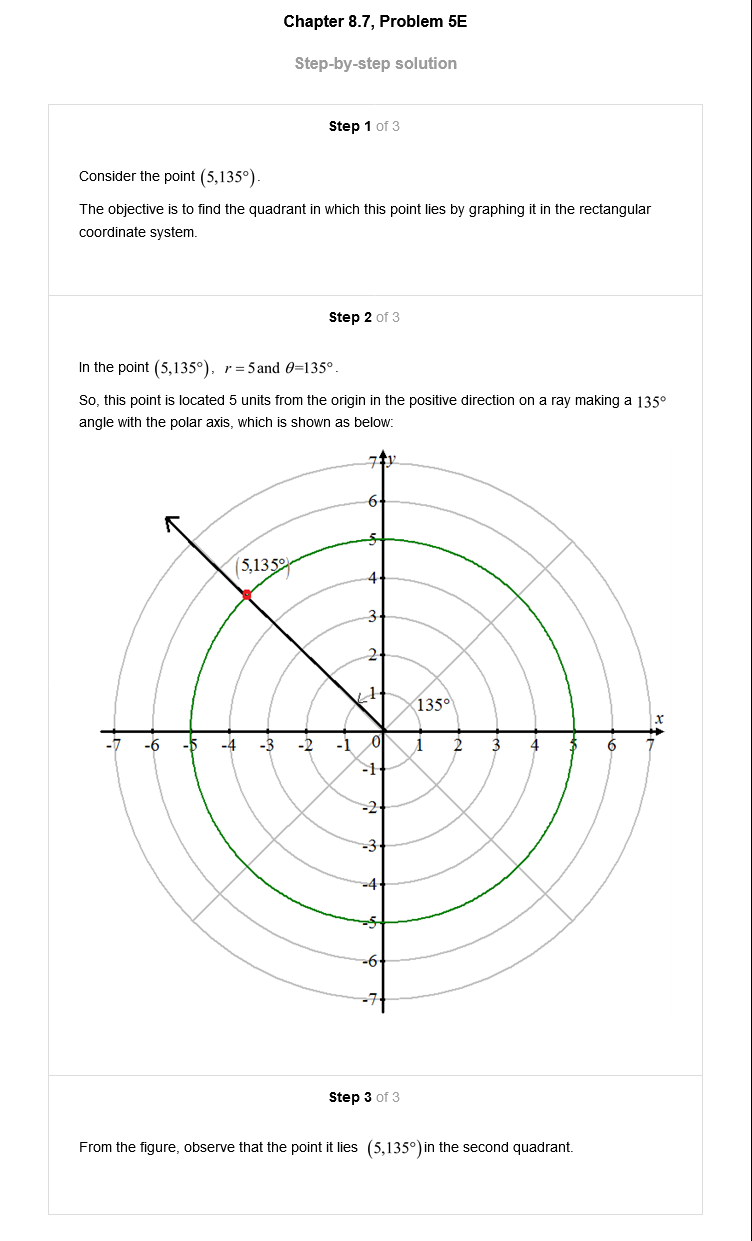 Chapter 8.7, Problem 5E
Step-by-step solution
Step 1 of 3
Consider the point (5,135°).
The objective is to find the quadrant in which this point lies by graphing it in the rectangular
coordinate system.
Step 2 of 3
In the point (5,135°), r = 5 and θ=135°.
So, this point is located 5 units from the origin in the positive direction on a ray making a 135°
angle with the polar axis, which is shown as below:
7 y
6
5
(5,135°)
4
3
2
1
135°
x
-7 -6 -5 -4 -3 -2 -1 0 1 2 3 4 5 6 7
-1
-2
-3
-4
-5
-6
-7
Step 3 of 3
From the figure, observe that the point it lies (5,135°) in the second quadrant.